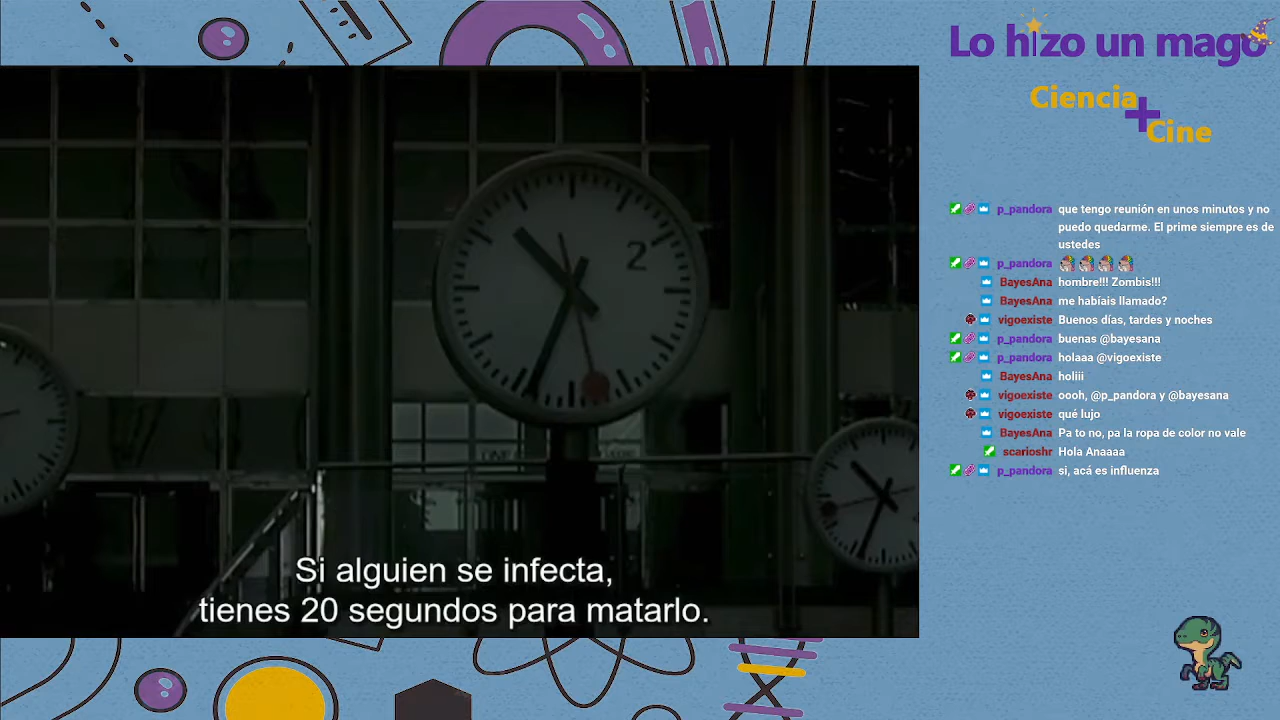 Lo hizo un mago
Ciencia
+
Cine
2
Si alguien se infecta,
tienes 20 segundos para matarlo.
p_pandora que tengo reunión en unos minutos y no
puedo quedarme. El prime siempre es de
ustedes
p_pandora
BayesAna hombre!!! Zombis!!!
BayesAna me habíais llamado?
vigoexiste Buenos días, tardes y noches
p_pandora buenas @bayesana
p_pandora holaaa @vigoexiste
BayesAna holiii
vigoexiste oooh, @p_pandora y @bayesana
vigoexiste qué lujo
BayesAna Pa to no, pa la ropa de color no vale
scarioshr Hola Anaaaa
p_pandora si, acá es influenza